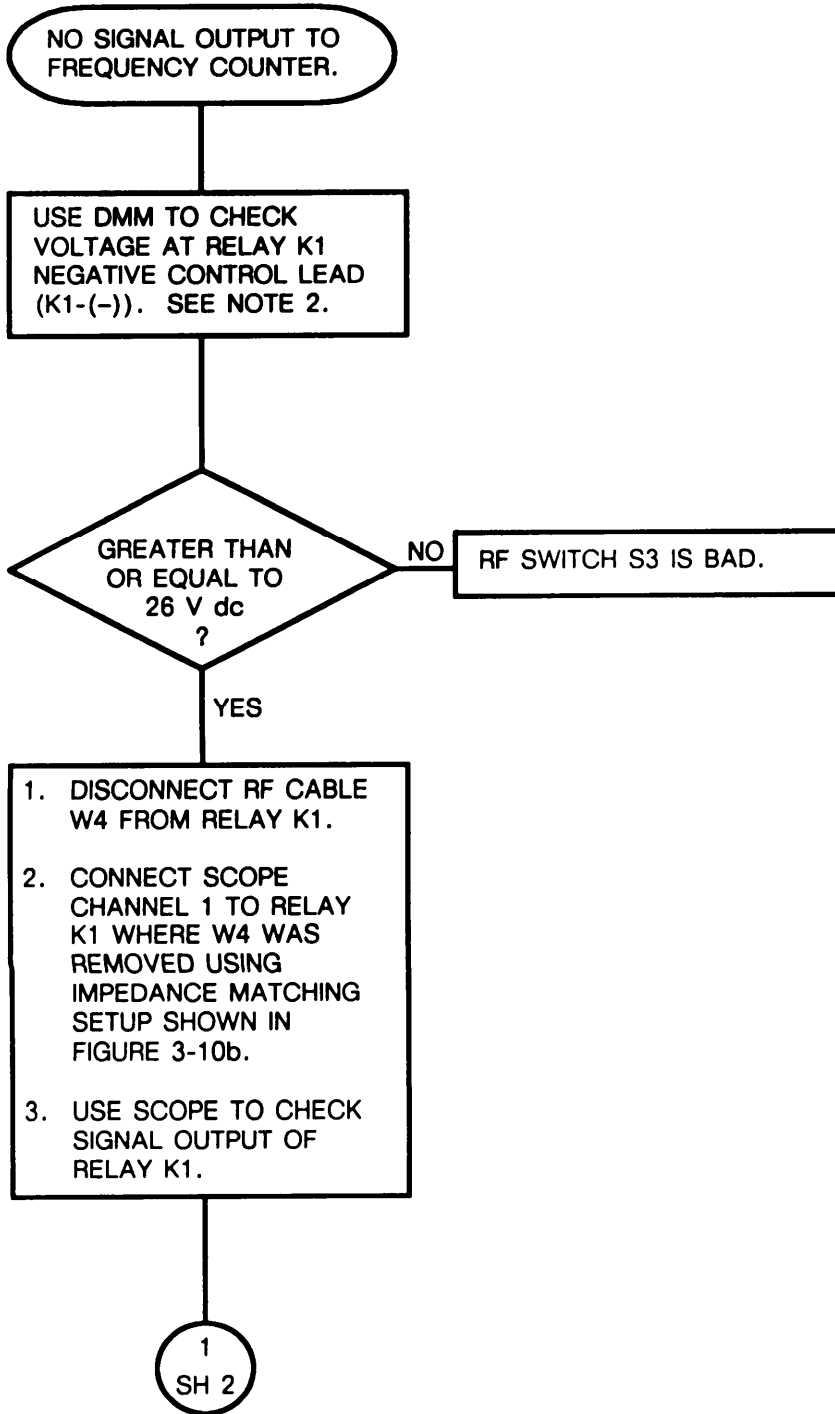 NO SIGNAL OUTPUT TO
FREQUENCY COUNTER.
USE DMM TO CHECK
VOLTAGE AT RELAY K1
NEGATIVE CONTROL LEAD
(K1-(–)). SEE NOTE 2.
GREATER THAN
OR EQUAL TO
26 V dc
?
NO
RF SWITCH S3 IS BAD.
YES
1. DISCONNECT RF CABLE
W4 FROM RELAY K1.
2. CONNECT SCOPE
CHANNEL 1 TO RELAY
K1 WHERE W4 WAS
REMOVED USING
IMPEDANCE MATCHING
SETUP SHOWN IN
FIGURE 3-10b.
3. USE SCOPE TO CHECK
SIGNAL OUTPUT OF
RELAY K1.
1
SH 2